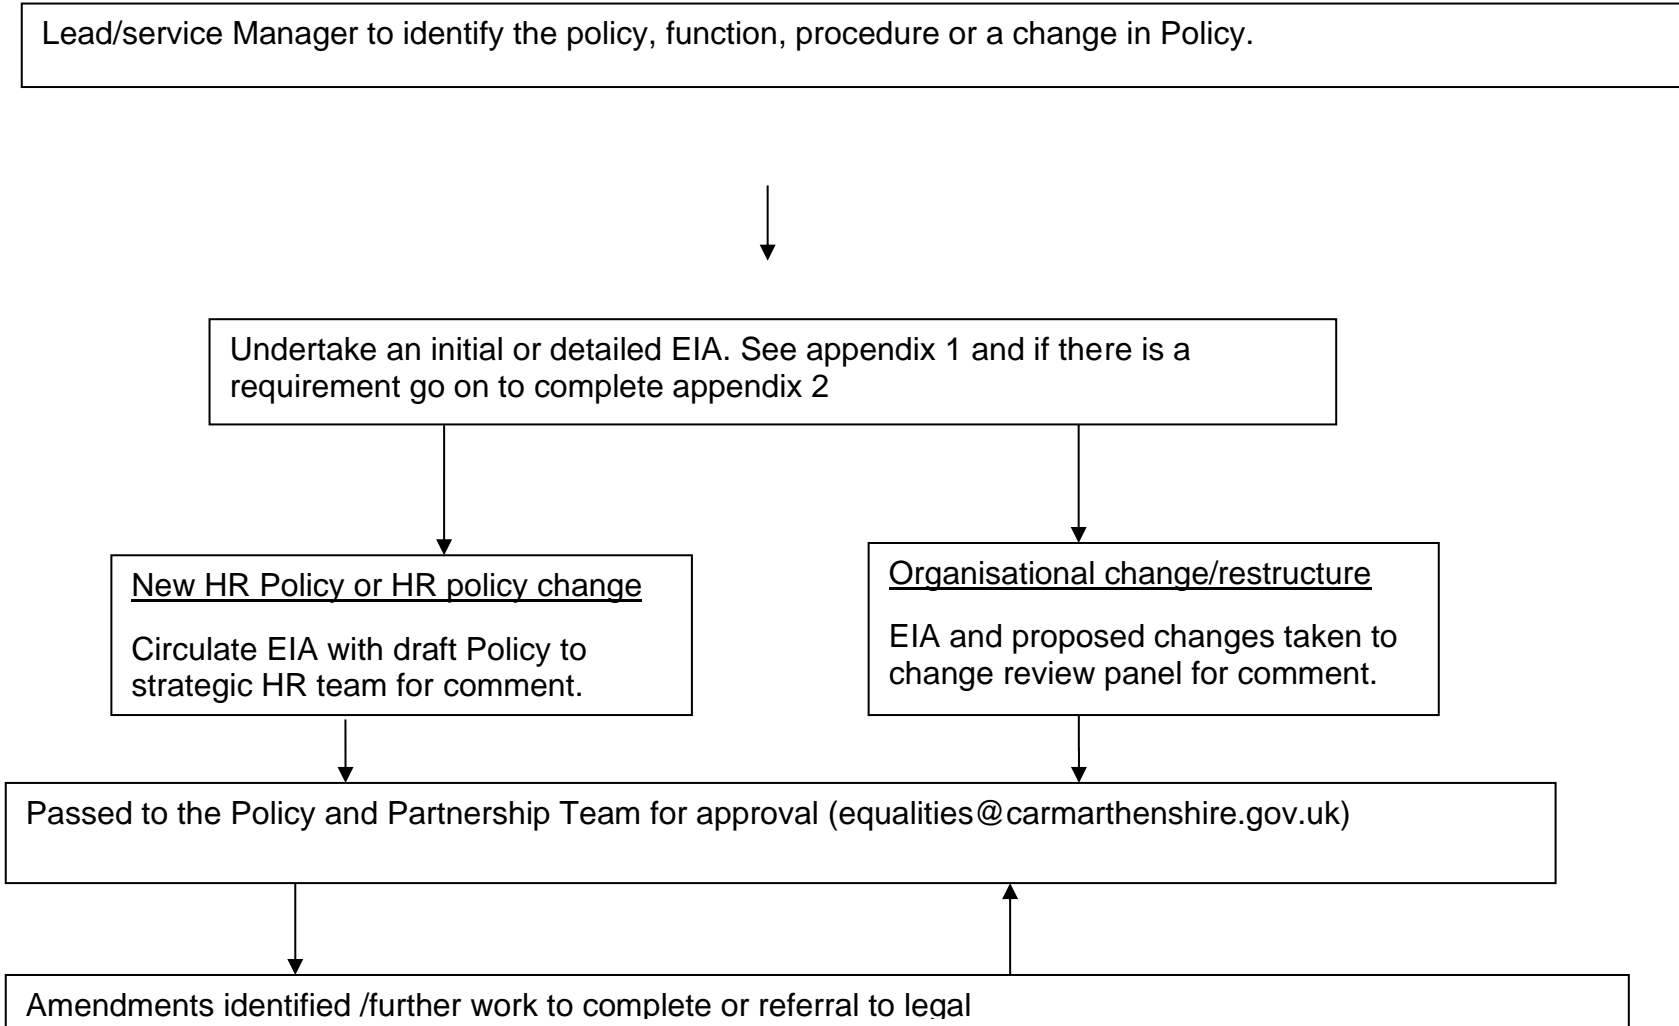 Lead/service Manager to identify the policy, function, procedure or a change in Policy.
Undertake an initial or detailed EIA. See appendix 1 and if there is a
requirement go on to complete appendix 2
New HR Policy or HR policy change
Circulate EIA with draft Policy to
strategic HR team for comment.
Organisational change/restructure
EIA and proposed changes taken to
change review panel for comment.
Passed to the Policy and Partnership Team for approval (equalities@carmarthenshire.gov.uk)
Amendments identified /further work to complete or referral to legal